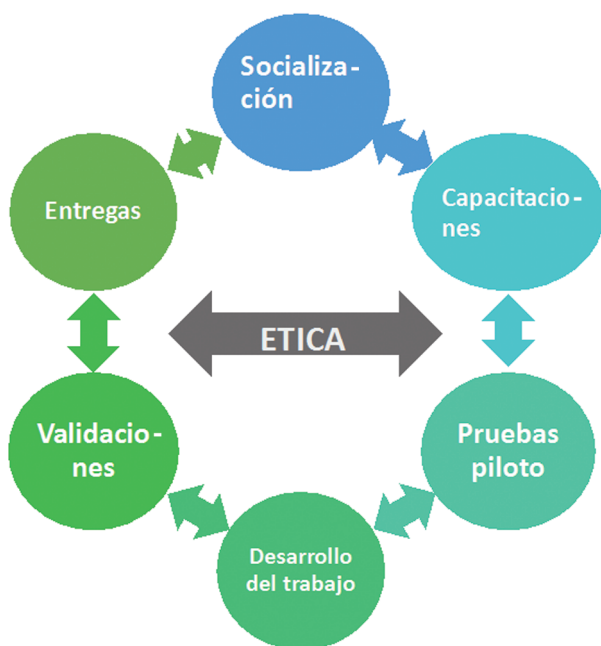 Socializa-
ción
Capacitacio-
nes
Pruebas
piloto
Desarrollo
del trabajo
Validacio-
nes
Entregas
ETICA